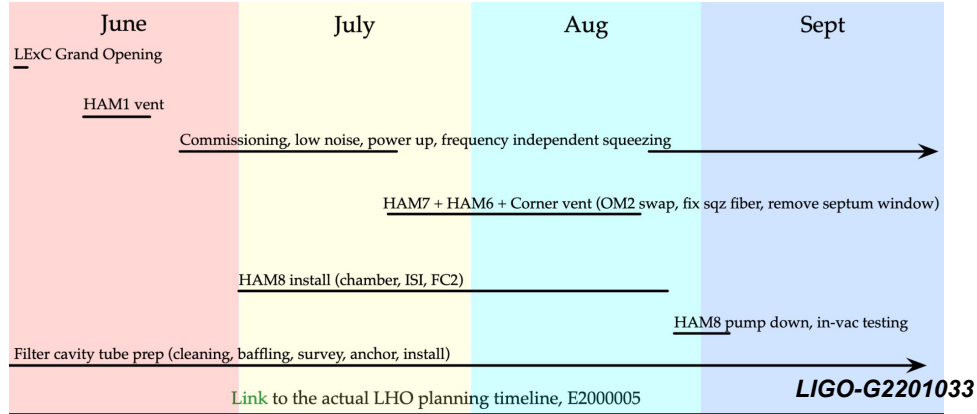 June July Aug Sept
LExC Grand Opening
HAM1 vent
Commissioning, low noise, power up, frequency independent squeezing
HAM7 + HAM6 + Corner vent (OM2 swap, fix sqz fiber, remove septum window)
HAM8 install (chamber, ISI, FC2)
HAM8 pump down, in-vac testing
Filter cavity tube prep (cleaning, baffling, survey, anchor, install)
LIGO-G2201033
Link to the actual LHO planning timeline, E2000005